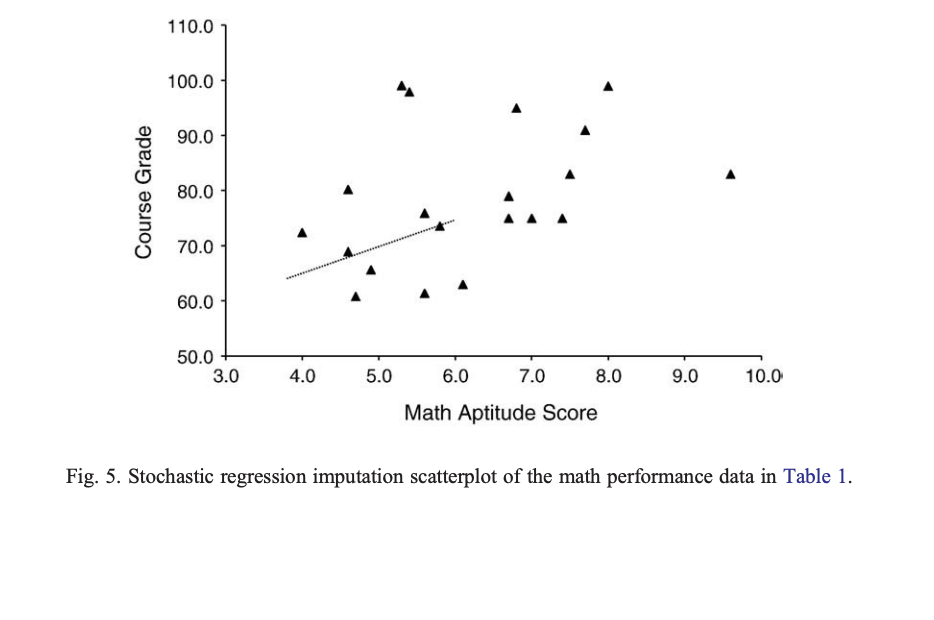 110.0
100.0
90.0
80.0
70.0
60.0
50.0
Course Grade
3.0 4.0 5.0 6.0 7.0 8.0 9.0 10.0
Math Aptitude Score
Fig. 5. Stochastic regression imputation scatterplot of the math performance data in Table 1.